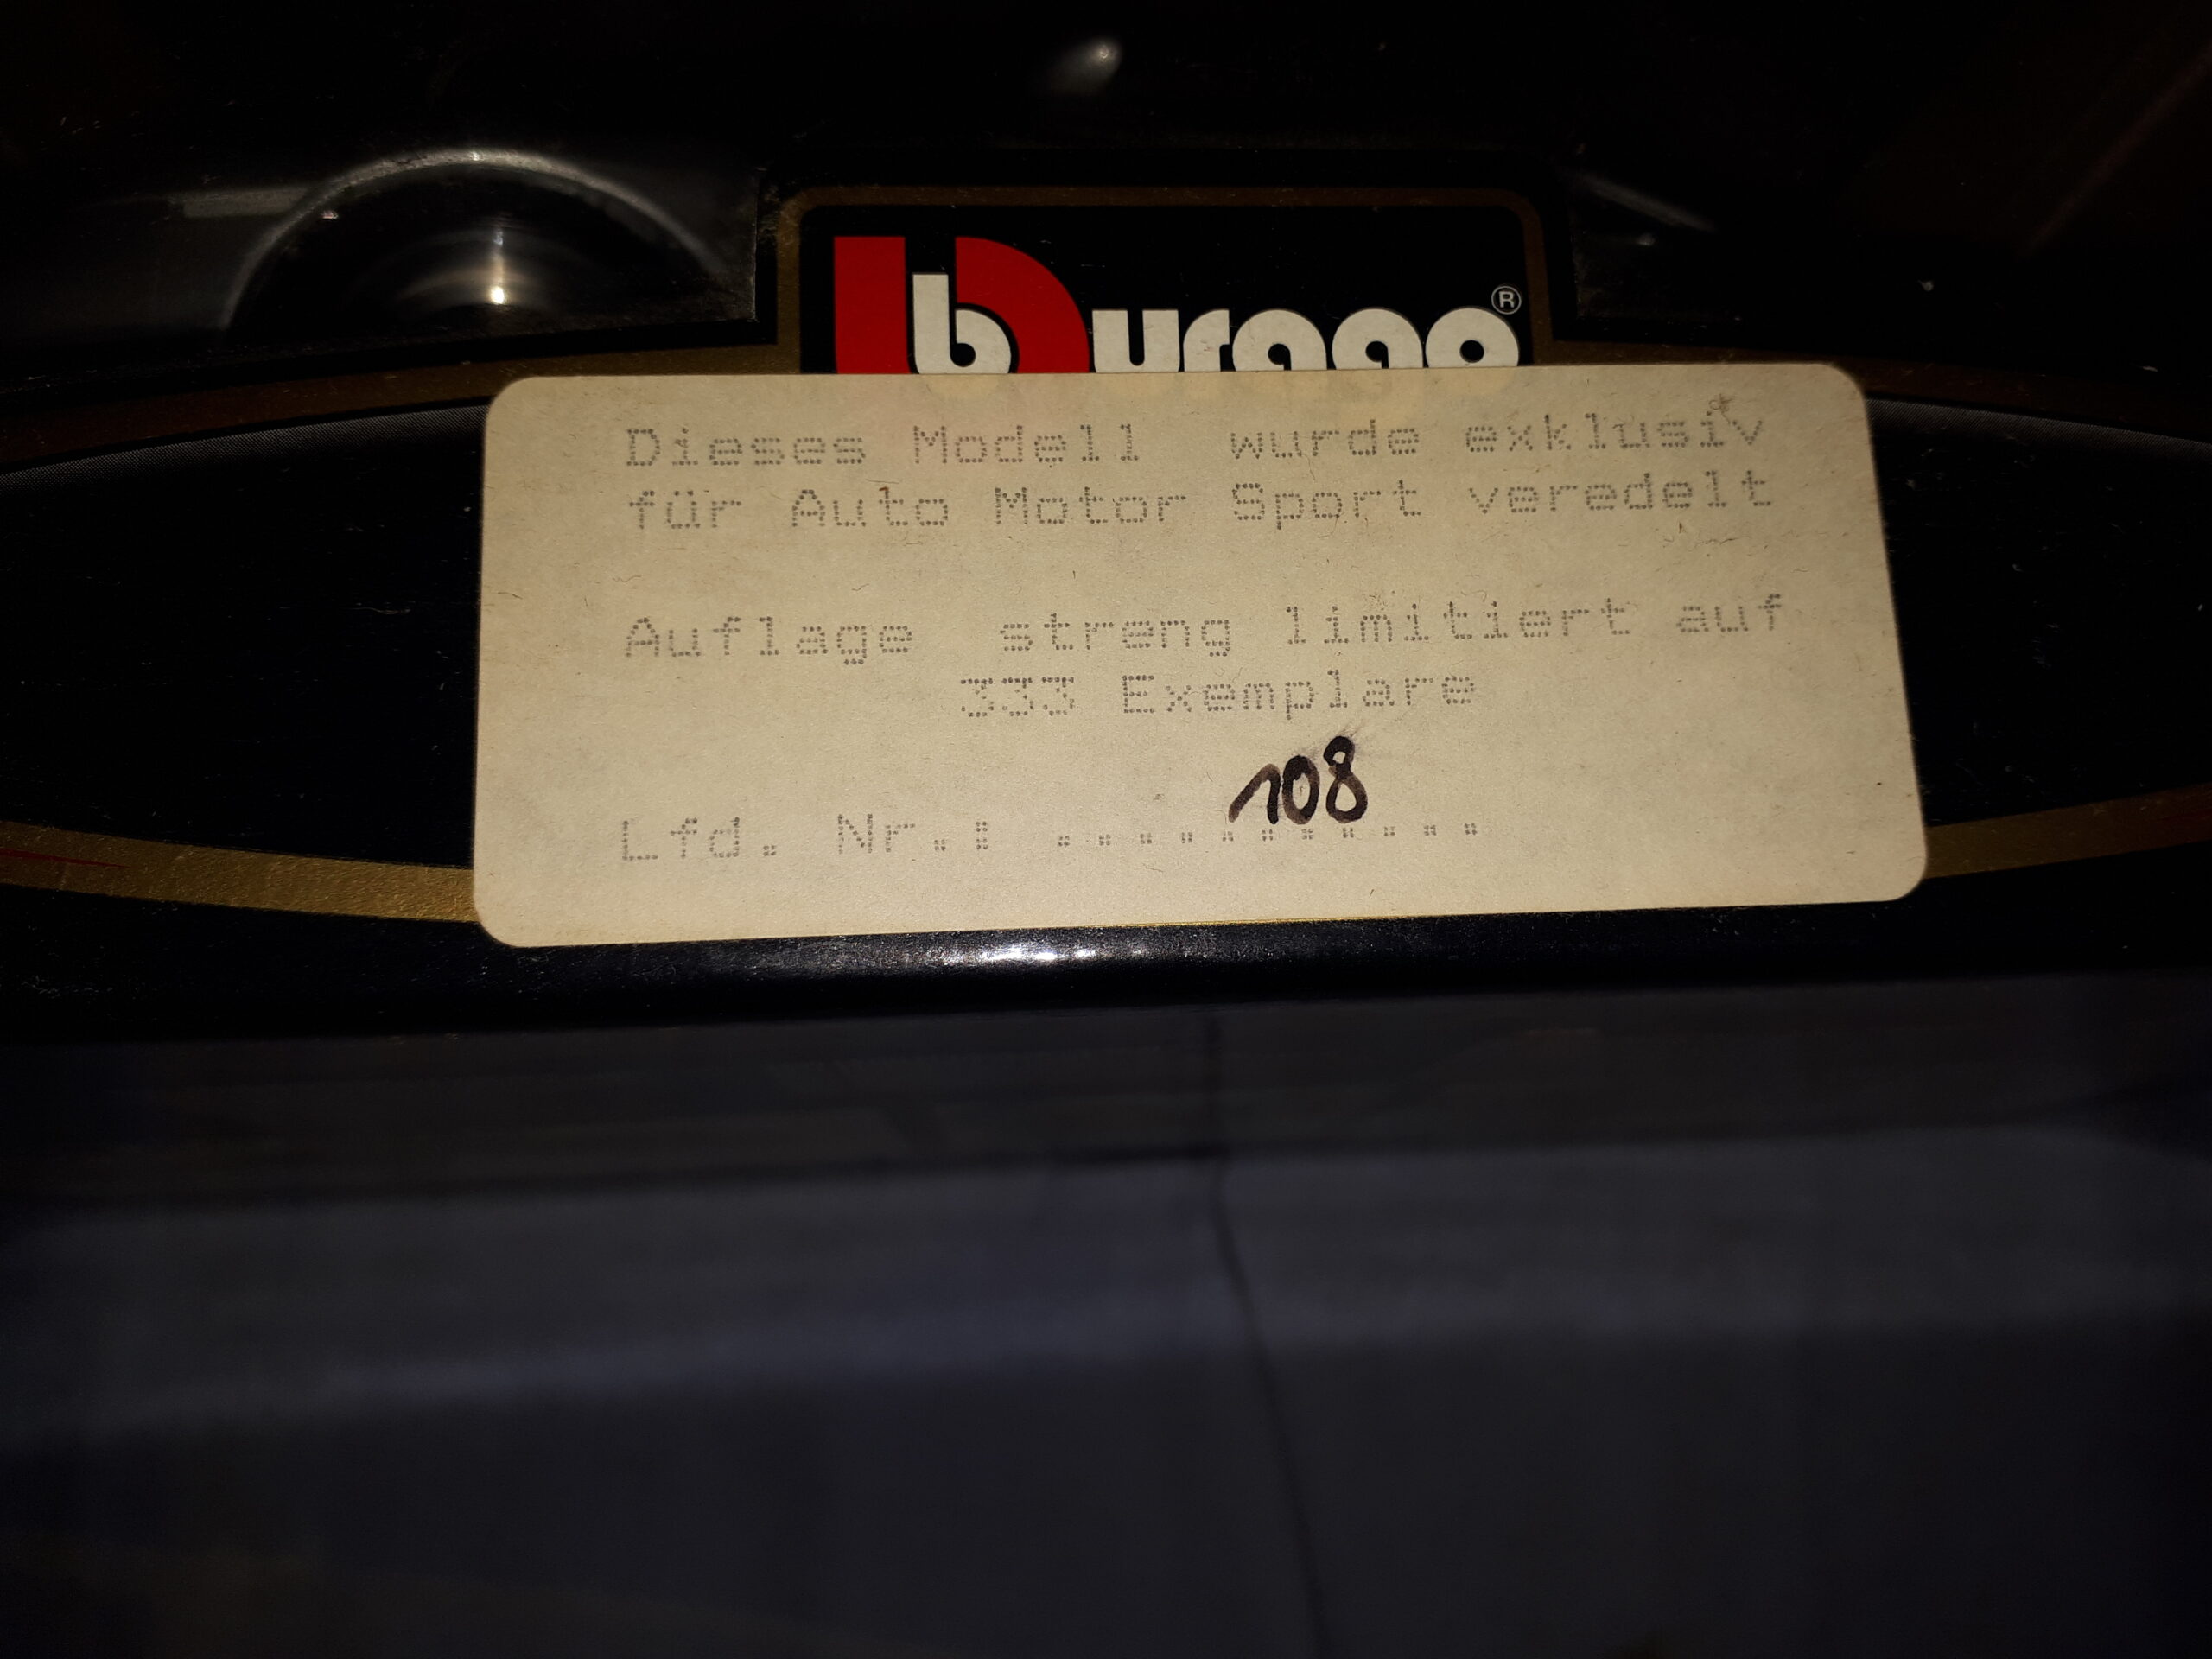 burago®
Dieses Modell wurde exklusiv
für Auto Motor Sport veredelt
Auflage streng limitiert auf
333 Exemplare
108
Lfd. Nr.: ...........